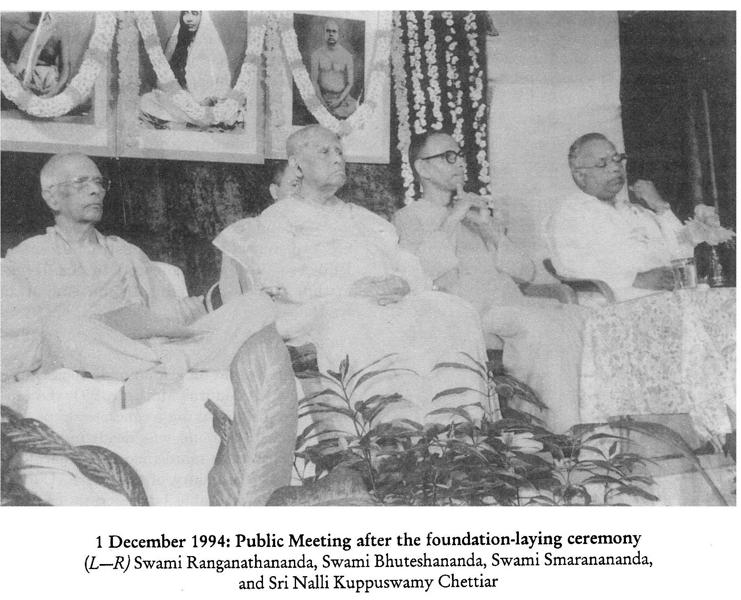 1 December 1994: Public Meeting after the foundation-laying ceremony
(L—R) Swami Ranganathananda, Swami Bhuteshananda, Swami Smaranananda,
and Sri Nalli Kuppuswamy Chettiar